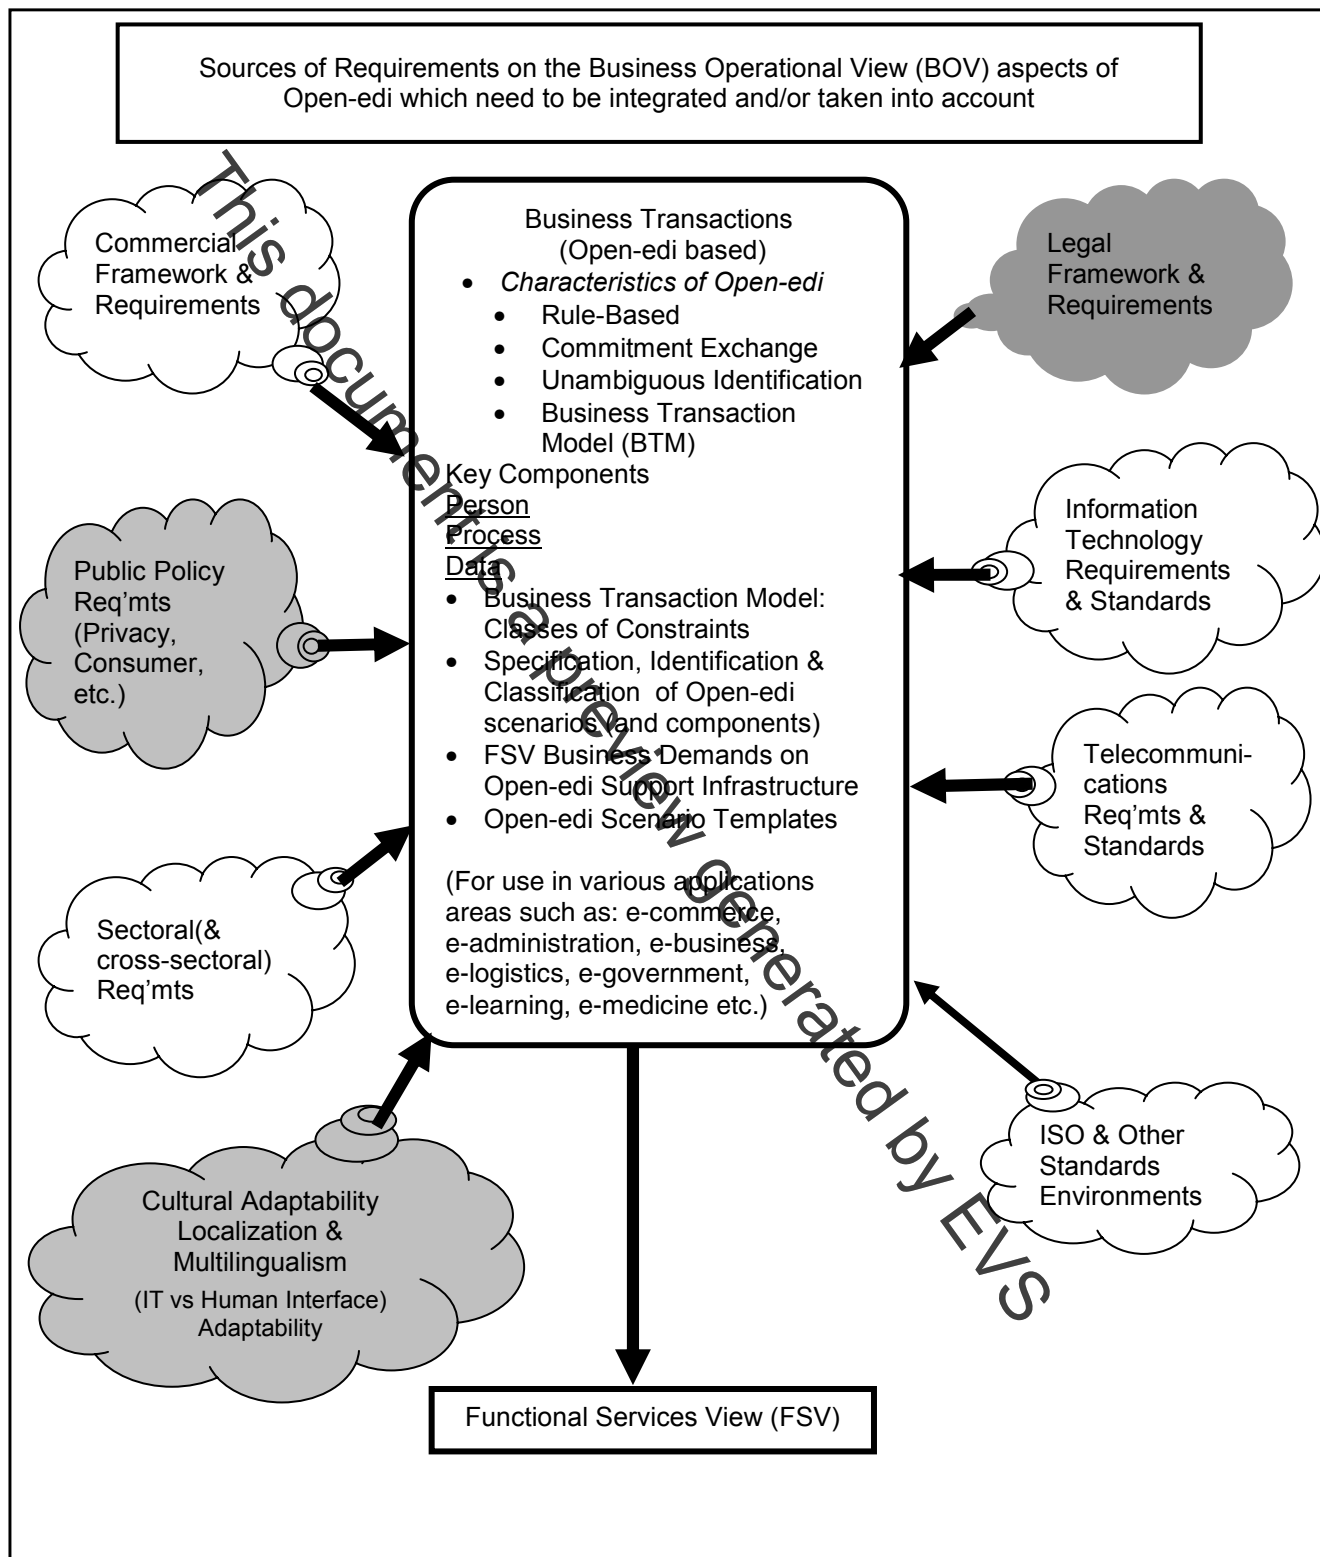 Sources of Requirements on the Business Operational View (BOV) aspects of
Open-edi which need to be integrated and/or taken into account
Commercial
Framework &
Requirements
Public Policy
Req'mts
(Privacy,
Consumer,
etc.)
Sectoral(&
cross-sectoral)
Req'mts
Cultural Adaptability
Localization &
Multilingualism
(IT vs Human Interface)
Adaptability
Business Transactions
(Open-edi based)
• Characteristics of Open-edi
• Rule-Based
• Commitment Exchange
• Unambiguous Identification
• Business Transaction
Model (BTM)
Key Components
Person
Process
Data
• Business Transaction Model:
Classes of Constraints
• Specification, Identification &
Classification of Open-edi
scenarios (and components)
• FSV Business Demands on
Open-edi Support Infrastructure
• Open-edi Scenario Templates
(For use in various applications
areas such as: e-commerce,
e-administration, e-business,
e-logistics, e-government,
e-learning, e-medicine etc.)
Legal
Framework &
Requirements
Information
Technology
Requirements
& Standards
Telecommuni-
cations
Req'mts &
Standards
ISO & Other
Standards
Environments
Functional Services View (FSV)
This document is a preview generated by EVS